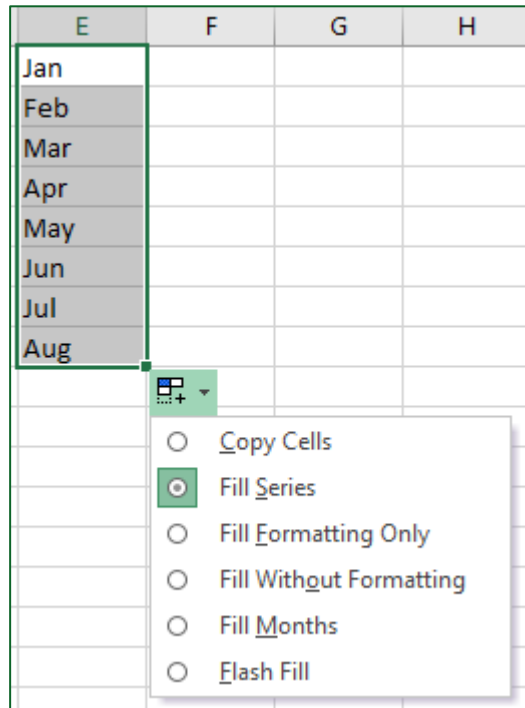 E F G H
Jan
Feb
Mar
Apr
May
Jun
Jul
Aug
Copy Cells
Fill Series
Fill Formatting Only
Fill Without Formatting
Fill Months
Flash Fill